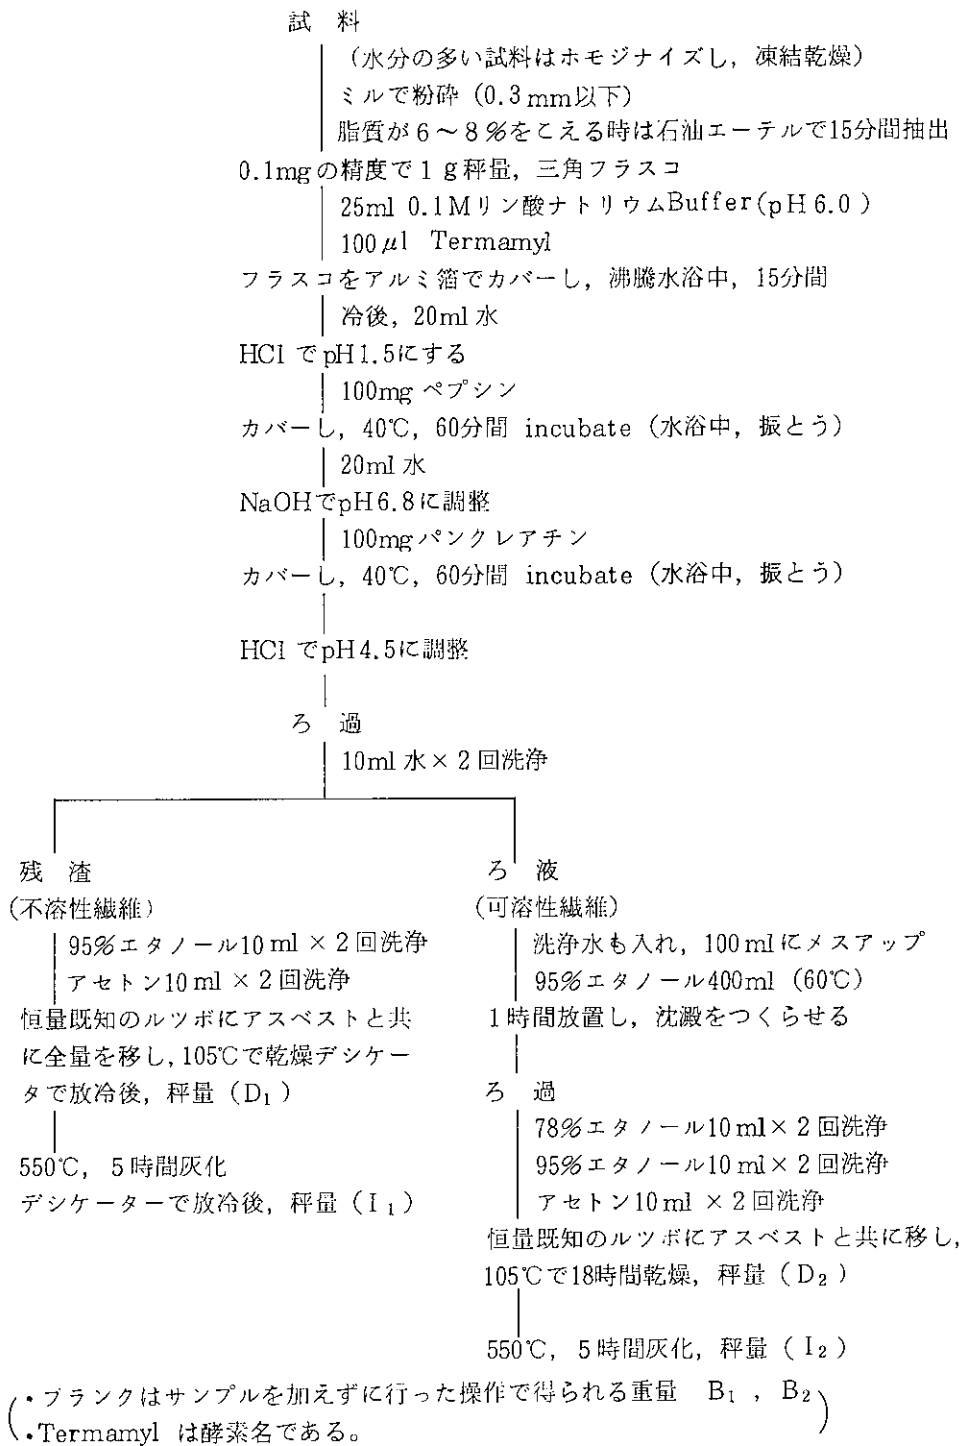 試 料
(水分の多い試料はホモジナイズし, 凍結乾燥)
ミルで粉砕 (0.3mm以下)
脂質が6～8%をこえる時は石油エーテルで15分間抽出
0.1mgの精度で1g秤量, 三角フラスコ
25ml 0.1Mリン酸ナトリウムBuffer(pH6.0)
100μl Termamyl
フラスコをアルミ箔でカバーし, 沸騰水浴中, 15分間
冷後, 20ml 水
HCl でpH1.5にする
100mg ペプシン
カバーし, 40℃, 60分間 incubate (水浴中, 振とう)
20ml 水
NaOHでpH6.8に調整
100mgパンクレアチン
カバーし, 40℃, 60分間 incubate (水浴中, 振とう)
HCl でpH4.5に調整
ろ 過
10ml 水×2回洗浄
残 渣
(不溶性繊維)
95%エタノール10ml×2回洗浄
アセトン10ml×2回洗浄
恒量既知のルツボにアスベストと共
に全量を移し,105℃で乾燥デシケー
タで放冷後, 秤量 (D₁)
550℃, 5時間灰化
デシケーターで放冷後, 秤量 (I₁)
ろ 液
(可溶性繊維)
洗浄水も入れ, 100mlにメスアップ
95%エタノール400ml (60℃)
1時間放置し, 沈澱をつくらせる
ろ 過
78%エタノール10ml×2回洗浄
95%エタノール10ml×2回洗浄
アセトン10ml×2回洗浄
恒量既知のルツボにアスベストと共に移し,
105℃で18時間乾燥, 秤量 (D₂)
550℃, 5時間灰化, 秤量 (I₂)
(・ブランクはサンプルを加えずに行った操作で得られる重量 B₁, B₂)
・Termamyl は酵素名である。